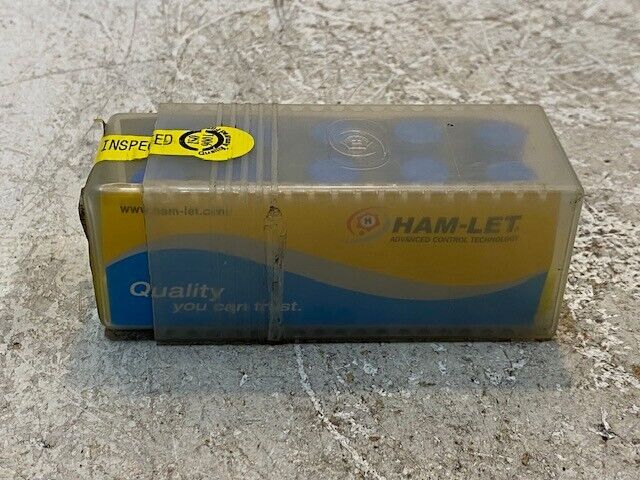 INSPECTED
www.ham-let.com
H
HAM-LET
ADVANCED CONTROL TECHNOLOGY
Quality
you can trust.